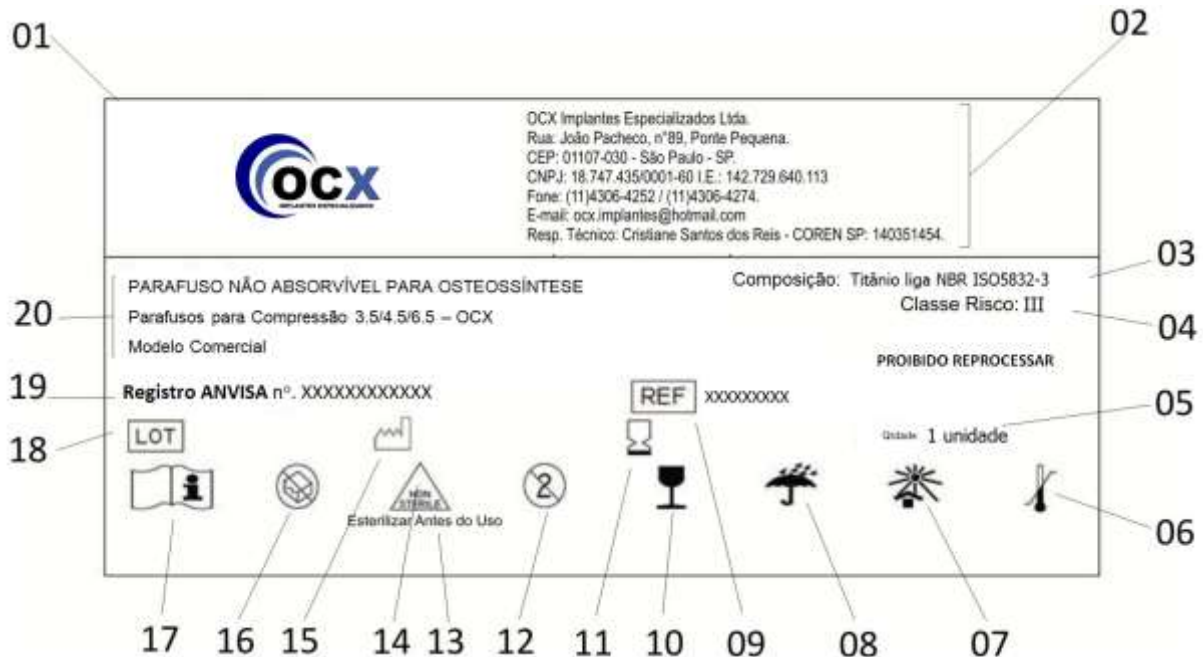 01
02
OCX
IMPLANTES ESPECIALIZADOS
OCX Implantes Especializados Ltda.
Rua: João Pacheco, n°89, Ponte Pequena.
CEP: 01107-030 - São Paulo - SP.
CNPJ: 18.747.435/0001-60 I.E.: 142.729.640.113
Fone: (11)4306-4252 / (11)4306-4274.
E-mail: ocx.implantes@hotmail.com
Resp. Técnico: Cristiane Santos dos Reis - COREN SP: 140351454.
03
Composição: Titânio liga NBR ISO5832-3
Classe Risco: III
04
20
PARAFUSO NÃO ABSORVÍVEL PARA OSTEOSSÍNTESE
Parafusos para Compressão 3.5/4.5/6.5 – OCX
Modelo Comercial
PROIBIDO REPROCESSAR
19
Registro ANVISA nº. XXXXXXXXXXXX
REF XXXXXXXXX
05
18
LOT
Qtdade 1 unidade
2
NON
STERILE
Esterilizar Antes do Uso
06
17 16 15 14 13 12 11 10 09 08 07